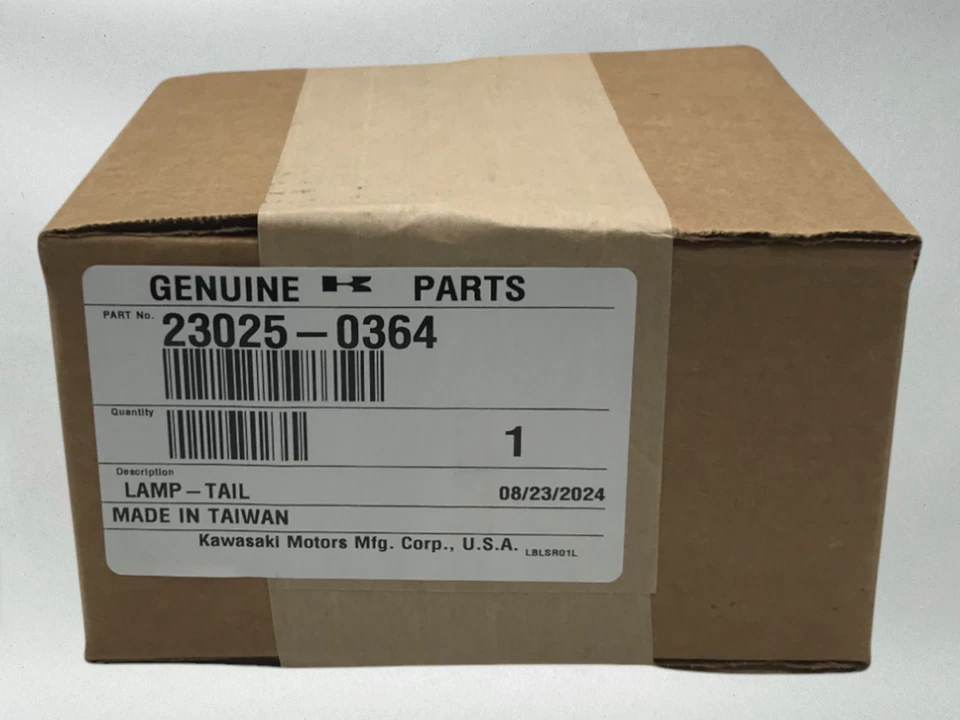 GENUINE K PARTS
PART No. 23025-0364
Quantity 1
Description
LAMP-TAIL 08/23/2024
MADE IN TAIWAN
Kawasaki Motors Mfg. Corp., U.S.A. LBLSR01L